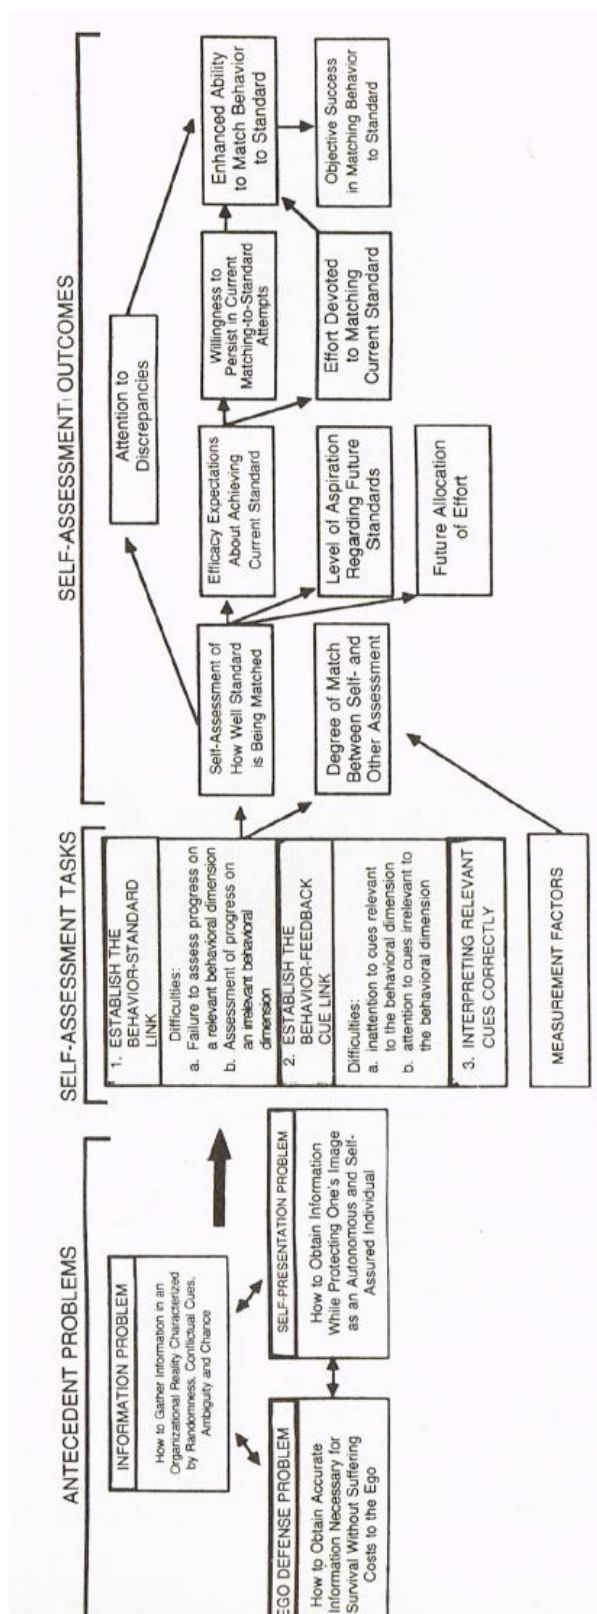 ANTECEDENT PROBLEMS
INFORMATION PROBLEM
How to Gather Information in an
Organizational Reality Characterized
by Randomness, Conflictual Cues,
Ambiguity and Chance
EGO DEFENSE PROBLEM
How to Obtain Accurate
Information Necessary for
Survival Without Suffering
Costs to the Ego
SELF-PRESENTATION PROBLEM
How to Obtain Information
While Protecting One's Image
as an Autonomous and Self-
Assured Individual
SELF-ASSESSMENT TASKS
1. ESTABLISH THE
BEHAVIOR-STANDARD
LINK
Difficulties:
a. Failure to assess progress on
a relevant behavioral dimension
b. Assessment of progress on
an irrelevant behavioral
dimension
2. ESTABLISH THE
BEHAVIOR-FEEDBACK
CUE LINK
Difficulties:
a. inattention to cues relevant
to the behavioral dimension
b. attention to cues irrelevant to
the behavioral dimension
3. INTERPRETING RELEVANT
CUES CORRECTLY
MEASUREMENT FACTORS
SELF-ASSESSMENT OUTCOMES
Attention to
Discrepancies
Self-Assessment of
How Well Standard
is Being Matched
Degree of Match
Between Self- and
Other Assessment
Efficacy Expectations
About Achieving
Current Standard
Level of Aspiration
Regarding Future
Standards
Future Allocation
of Effort
Willingness to
Persist in Current
Matching-to-Standard
Attempts
Effort Devoted
to Matching
Current Standard
Enhanced Ability
to Match Behavior
to Standard
Objective Success
in Matching Behavior
to Standard